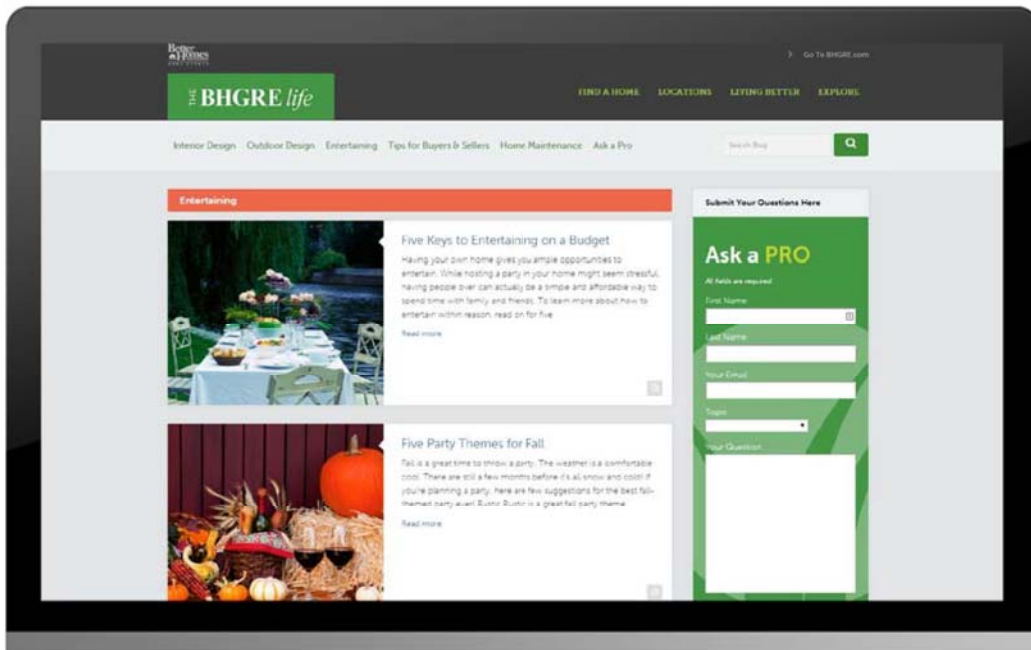 Better
Homes
> Go To BHGRE.com
THE BHGRE life
FIND A HOME LOCATIONS LIVING BETTER EXPLORE
Interior Design Outdoor Design Entertaining Tips for Buyers & Sellers Home Maintenance Ask a Pro
Search Blog
Entertaining
Five Keys to Entertaining on a Budget
Having your own home gives you ample opportunities to
entertain. While hosting a party in your home might seem stressful,
having people over can actually be a simple and affordable way to
spend time with family and friends. To learn more about how to
entertain within reason, read on for five
Read more
Five Party Themes for Fall
Fall is a great time to throw a party. The weather is a comfortable
cool. There are still a few months before it's all snow and cold! If
you're planning a party, here are few suggestions for the best fall-
themed party ever! Rustic Rustic is a great fall party theme
Read more
Submit Your Questions Here
Ask a PRO
All fields are required
First Name
Last Name
Your Email
Topic
Your Question